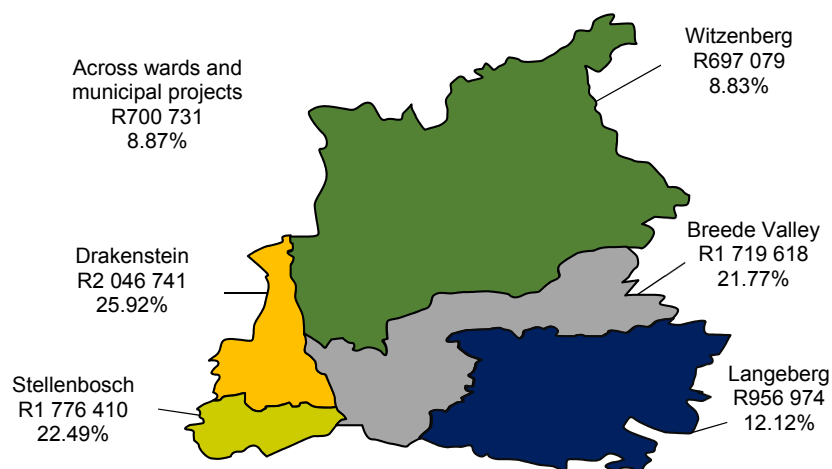 Across wards and
municipal projects
R700 731
8.87%
Witzenberg
R697 079
8.83%
Drakenstein
R2 046 741
25.92%
Breede Valley
R1 719 618
21.77%
Stellenbosch
R1 776 410
22.49%
Langeberg
R956 974
12.12%